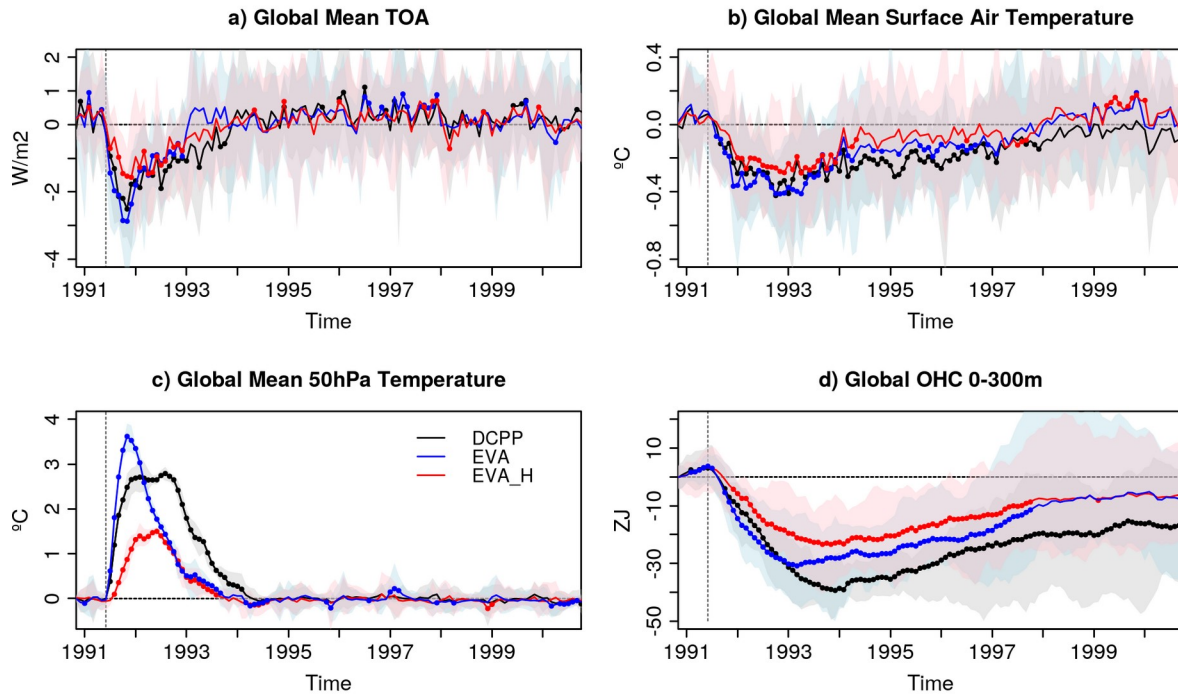 a) Global Mean TOA
W/m2
2
1
0
-2
-4
1991 1993 1995 1997 1999
Time
b) Global Mean Surface Air Temperature
ºC
0.4
0.0
-0.4
-0.8
1991 1993 1995 1997 1999
Time
c) Global Mean 50hPa Temperature
ºC
4
3
2
1
0
DCPP
EVA
EVA_H
1991 1993 1995 1997 1999
Time
d) Global OHC 0-300m
ZJ
10
-10
-30
-50
1991 1993 1995 1997 1999
Time